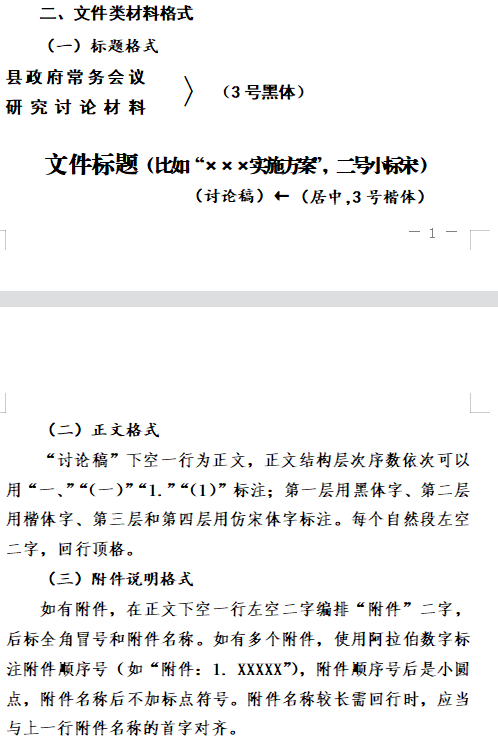 二、文件类材料格式
（一）标题格式
县政府常务会议
研究讨论材料
（3号黑体）
文件标题（比如“×××实施方案”，二号小标宋）
（讨论稿）←（居中,3号楷体）
— 1 —
（二）正文格式
“讨论稿”下空一行为正文，正文结构层次序数依次可以
用“一、”“（一）”“1.”“（1）”标注；第一层用黑体字、第二层
用楷体字、第三层和第四层用仿宋体字标注。每个自然段左空
二字，回行顶格。
（三）附件说明格式
如有附件，在正文下空一行左空二字编排“附件”二字，
后标全角冒号和附件名称。如有多个附件，使用阿拉伯数字标
注附件顺序号（如“附件：1. XXXXX”），附件顺序号后是小圆
点，附件名称后不加标点符号。附件名称较长需回行时，应当
与上一行附件名称的首字对齐。